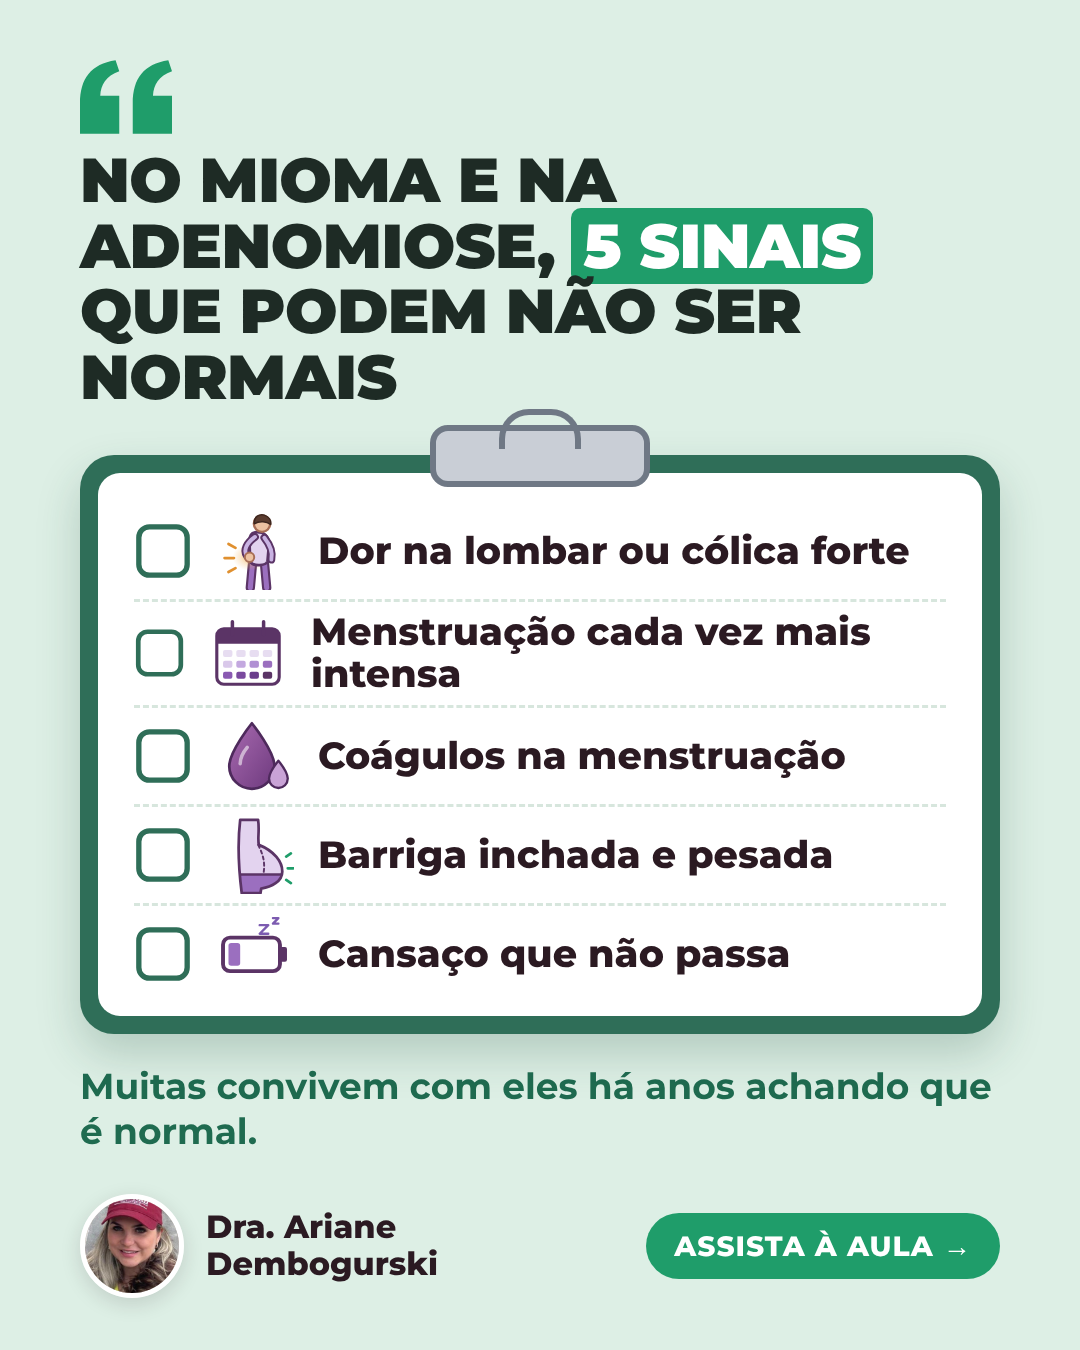 “
NO MIOMA E NA
ADENOMIOSE, 5 SINAIS
QUE PODEM NÃO SER
NORMAIS
Dor na lombar ou cólica forte
Menstruação cada vez mais
intensa
Coágulos na menstruação
Barriga inchada e pesada
z z
Cansaço que não passa
Muitas convivem com eles há anos achando que
é normal.
Dra. Ariane
Dembogurski
ASSISTA À AULA →